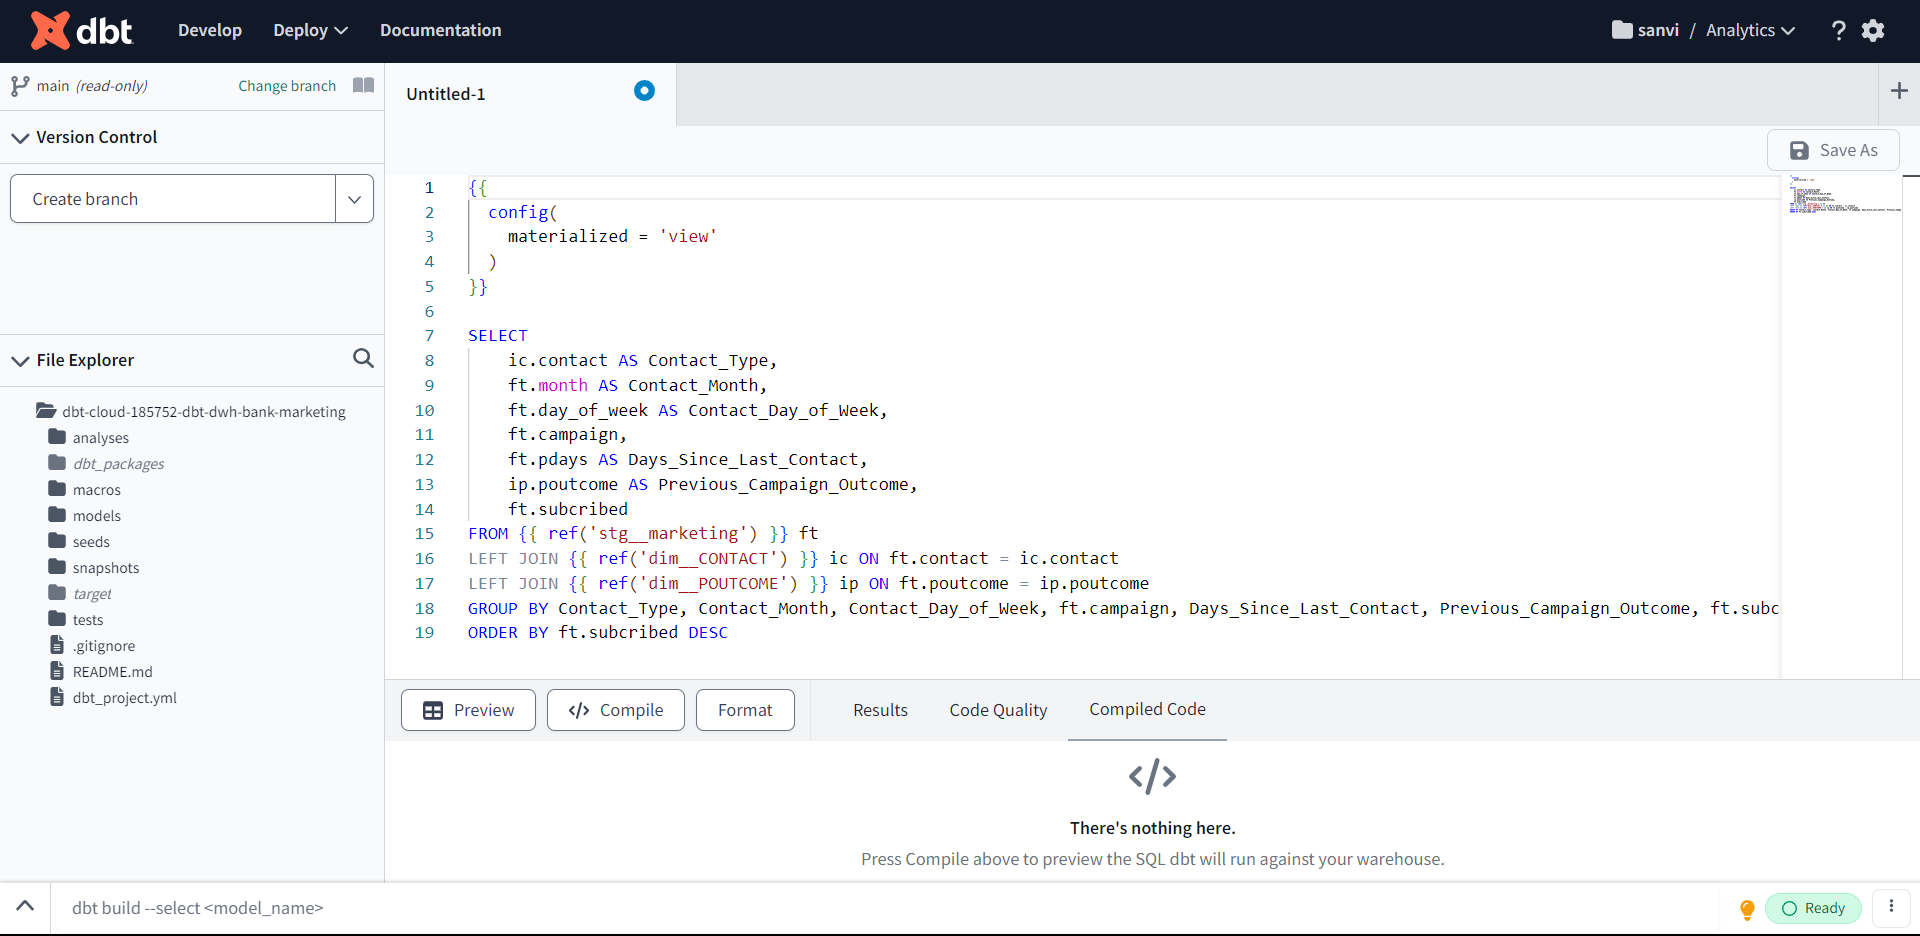 dbt Develop Deploy Documentation sanvi / Analytics ?
main (read-only) Change branch
Version Control
Create branch
File Explorer
dbt-cloud-185752-dbt-dwh-bank-marketing
analyses
dbt_packages
macros
models
seeds
snapshots
target
tests
.gitignore
README.md
dbt_project.yml
Untitled-1
Save As
1 {{
2 config(
3 materialized = 'view'
4 )
5 }}
6
7 SELECT
8 ic.contact AS Contact_Type,
9 ft.month AS Contact_Month,
10 ft.day_of_week AS Contact_Day_of_Week,
11 ft.campaign,
12 ft.pdays AS Days_Since_Last_Contact,
13 ip.poutcome AS Previous_Campaign_Outcome,
14 ft.subcribed
15 FROM {{ ref('stg__marketing') }} ft
16 LEFT JOIN {{ ref('dim__CONTACT') }} ic ON ft.contact = ic.contact
17 LEFT JOIN {{ ref('dim__POUTCOME') }} ip ON ft.poutcome = ip.poutcome
18 GROUP BY Contact_Type, Contact_Month, Contact_Day_of_Week, ft.campaign, Days_Since_Last_Contact, Previous_Campaign_Outcome, ft.subc
19 ORDER BY ft.subcribed DESC
Preview </> Compile Format Results Code Quality Compiled Code
</>
There's nothing here.
Press Compile above to preview the SQL dbt will run against your warehouse.
dbt build --select <model_name> Ready